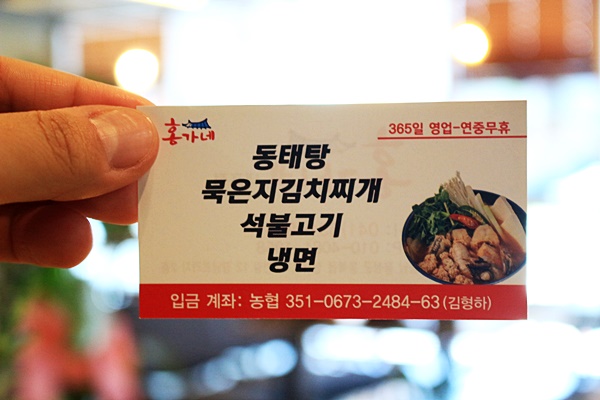 홍가네
365일 영업-연중무휴
동태탕
묵은지김치찌개
석불고기
냉면
입금 계좌: 농협 351-0673-2484-63 (김형하)